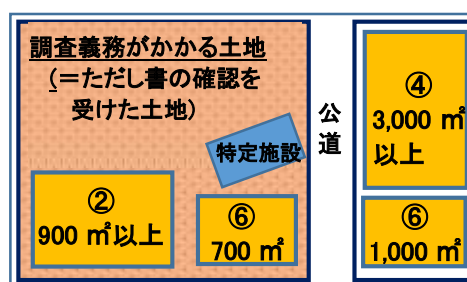 調査義務がかかる土地
(=ただし書の確認を
受けた土地)
特定施設
②
900 ㎡以上
⑥
700 ㎡
公
道
④
3,000 ㎡
以上
⑥
1,000 ㎡